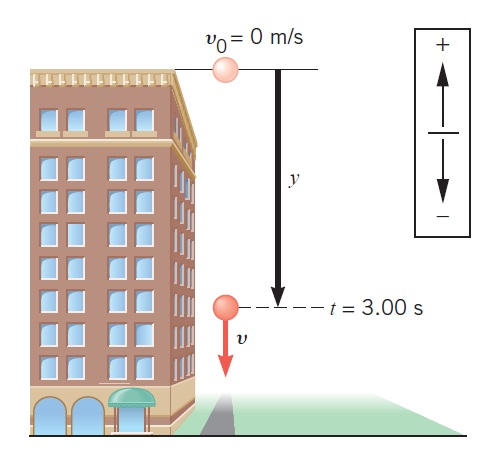 v₀ = 0 m/s
+
y
−
t = 3.00 s
v